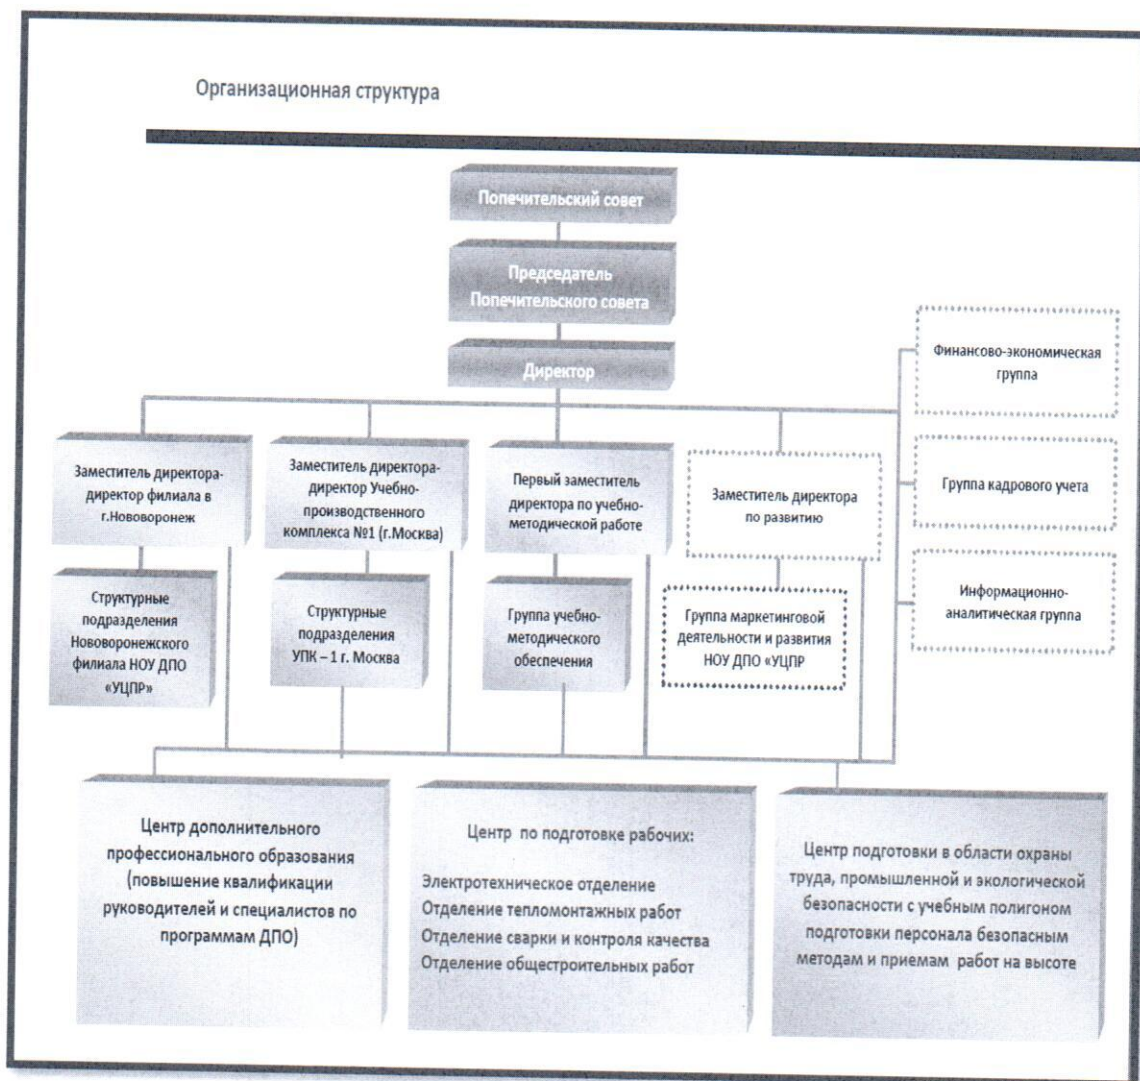 Организационная структура
Попечительский совет
Председатель
Попечительского совета
Директор
Финансово-экономическая
группа
Группа кадрового учета
Информационно-
аналитическая группа
Заместитель директора-
директор филиала в
г.Нововоронеж
Заместитель директора-
директор Учебно-
производственного
комплекса №1 (г.Москва)
Первый заместитель
директора по учебно-
методической работе
Заместитель директора
по развитию
Структурные
подразделения
Нововоронежского
филиала НОУ ДПО
«УЦПР»
Структурные
подразделения
УПК – 1 г. Москва
Группа учебно-
методического
обеспечения
Группа маркетинговой
деятельности и развития
НОУ ДПО «УЦПР
Центр дополнительного
профессионального образования
(повышение квалификации
руководителей и специалистов по
программам ДПО)
Центр по подготовке рабочих:
Электротехническое отделение
Отделение тепломонтажных работ
Отделение сварки и контроля качества
Отделение общестроительных работ
Центр подготовки в области охраны
труда, промышленной и экологической
безопасности с учебным полигоном
подготовки персонала безопасным
методам и приемам работ на высоте